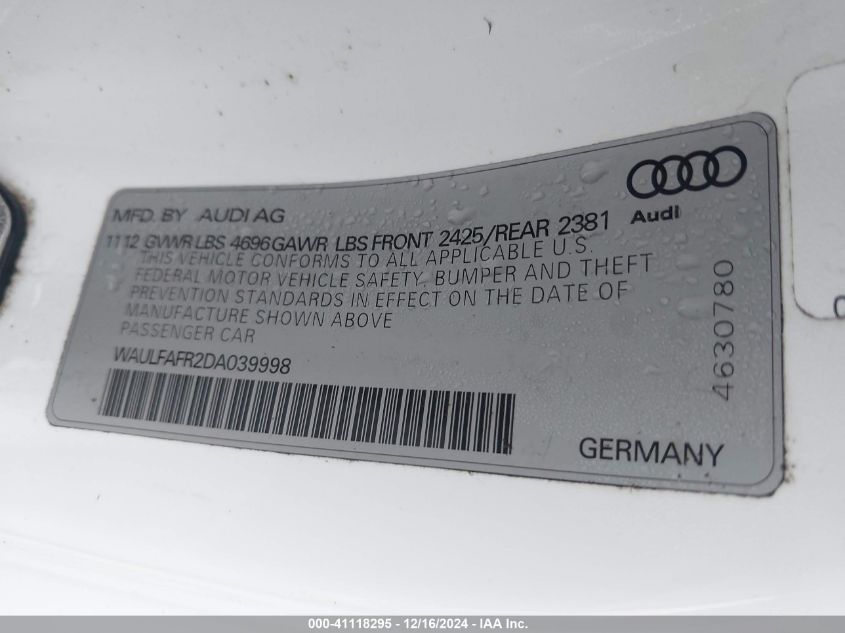 MFD. BY AUDI AG
Audi
11 12 GVWR LBS 4696 GAWR LBS FRONT 2425/REAR 2381
THIS VEHICLE CONFORMS TO ALL APPLICABLE U.S.
FEDERAL MOTOR VEHICLE SAFETY, BUMPER AND THEFT
PREVENTION STANDARDS IN EFFECT ON THE DATE OF
MANUFACTURE SHOWN ABOVE
PASSENGER CAR
WAULFAFR2DA039998
4630780
GERMANY
000-41118295 - 12/16/2024 - IAA Inc.